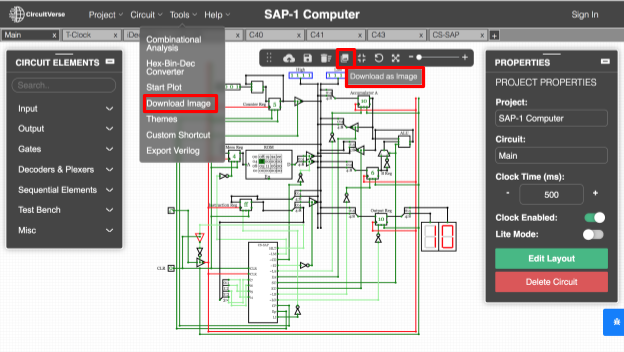 CircuitVerse
Project
Circuit
Tools
Help
SAP-1 Computer
Sign In
Main x
T-Clock
C40 x
C41 x
C43 x
CS-SAP x
+
Combinational
Analysis
Hex-Bin-Dec
Converter
Start Plot
Download Image
Themes
Custom Shortcut
Export Verilog
Download as Image
CIRCUIT ELEMENTS
Search..
Input
Output
Gates
Decoders & Plexers
Sequential Elements
Test Bench
Misc
PROPERTIES
PROJECT PROPERTIES
Project:
SAP-1 Computer
Circuit:
Main
Clock Time (ms):
- 500 +
Clock Enabled:
Lite Mode:
Edit Layout
Delete Circuit
Counter Reg
Accumulator A
ALU
B Reg
Output Reg
Instruction Reg
ROM
CLR